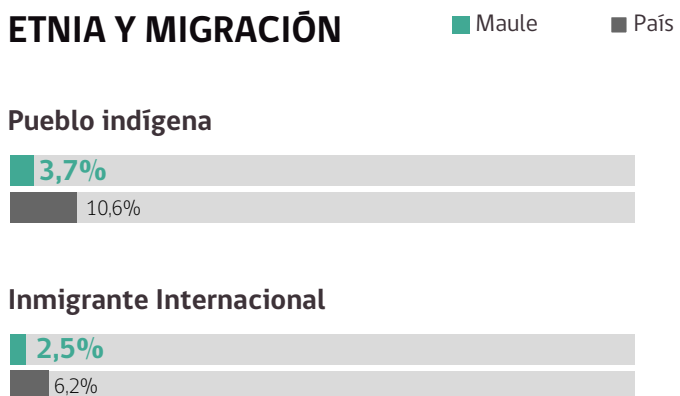 ETNIA Y MIGRACIÓN
Maule
País
Pueblo indígena
3,7%
10,6%
Inmigrante Internacional
2,5%
6,2%